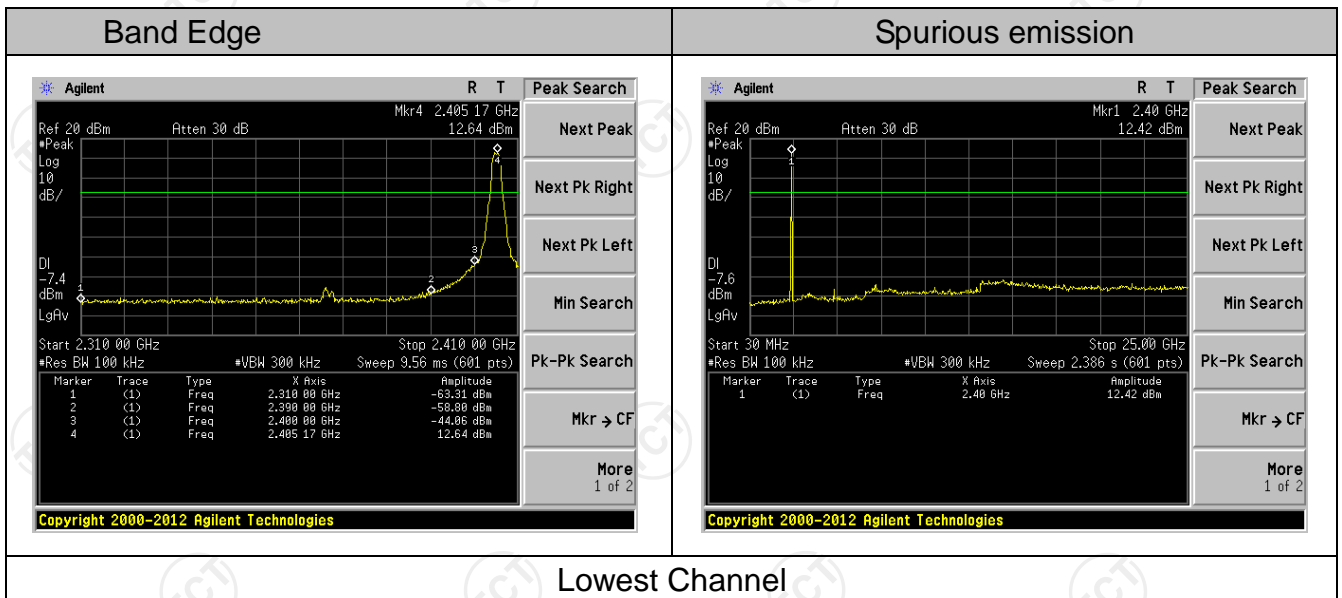 Band Edge
Spurious emission
Agilent R T
Peak Search
Mkr4 2.405 17 GHz
Ref 20 dBm Atten 30 dB 12.64 dBm
#Peak
Log
10
dB/
DI
-7.4
dBm
LgAv
1
2
3
4
Start 2.310 00 GHz Stop 2.410 00 GHz
#Res BW 100 kHz #VBW 300 kHz Sweep 9.56 ms (601 pts)
Marker Trace Type X Axis Amplitude
1 (1) Freq 2.310 00 GHz -63.31 dBm
2 (1) Freq 2.390 00 GHz -58.80 dBm
3 (1) Freq 2.400 00 GHz -44.06 dBm
4 (1) Freq 2.405 17 GHz 12.64 dBm
Next Peak
Next Pk Right
Next Pk Left
Min Search
Pk-Pk Search
Mkr → CF
More
1 of 2
Copyright 2000-2012 Agilent Technologies
Agilent R T
Peak Search
Mkr1 2.40 GHz
Ref 20 dBm Atten 30 dB 12.42 dBm
#Peak
Log
10
dB/
DI
-7.6
dBm
LgAv
1
Start 30 MHz Stop 25.00 GHz
#Res BW 100 kHz #VBW 300 kHz Sweep 2.386 s (601 pts)
Marker Trace Type X Axis Amplitude
1 (1) Freq 2.40 GHz 12.42 dBm
Next Peak
Next Pk Right
Next Pk Left
Min Search
Pk-Pk Search
Mkr → CF
More
1 of 2
Copyright 2000-2012 Agilent Technologies
Lowest Channel